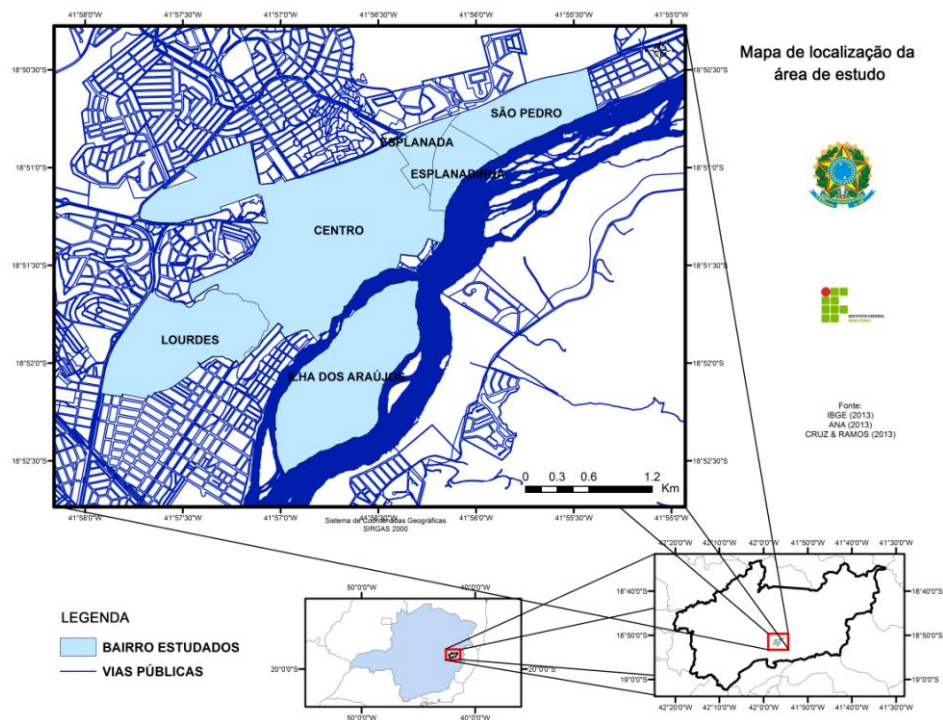 41°58'0"W 41°57'30"W 41°57'0"W 41°56'30"W 41°56'0"W 41°55'30"W 41°55'0"W
Mapa de localização da
área de estudo
18°50'30"S 18°50'30"S
SÃO PEDRO
ESPLANADA
18°51'0"S 18°51'0"S
ESPLANADINHA
CENTRO
18°51'30"S 18°51'30"S
INSTITUTO FEDERAL
MINAS GERAIS
LOURDES
18°52'0"S 18°52'0"S
ILHA DOS ARAÚJOS
Fonte:
IBGE (2013)
ANA (2013)
CRUZ & RAMOS (2013)
18°52'30"S 18°52'30"S
0 0.3 0.6 1.2
Km
41°58'0"W 41°57'30"W 41°57'0"W 41°56'30"W 41°56'0"W 41°55'30"W 41°55'0"W
Sistema de Coordenadas Geográficas
SIRGAS 2000
42°20'0"W 42°10'0"W 42°0'0"W 41°50'0"W 41°40'0"W 41°30'0"W
50°0'0"W 40°0'0"W
18°40'0"S 18°40'0"S
LEGENDA
18°50'0"S 18°50'0"S
BAIRRO ESTUDADOS
20°0'0"S 20°0'0"S
VIAS PÚBLICAS
19°0'0"S 19°0'0"S
50°0'0"W 40°0'0"W
42°20'0"W 42°10'0"W 42°0'0"W 41°50'0"W 41°40'0"W 41°30'0"W